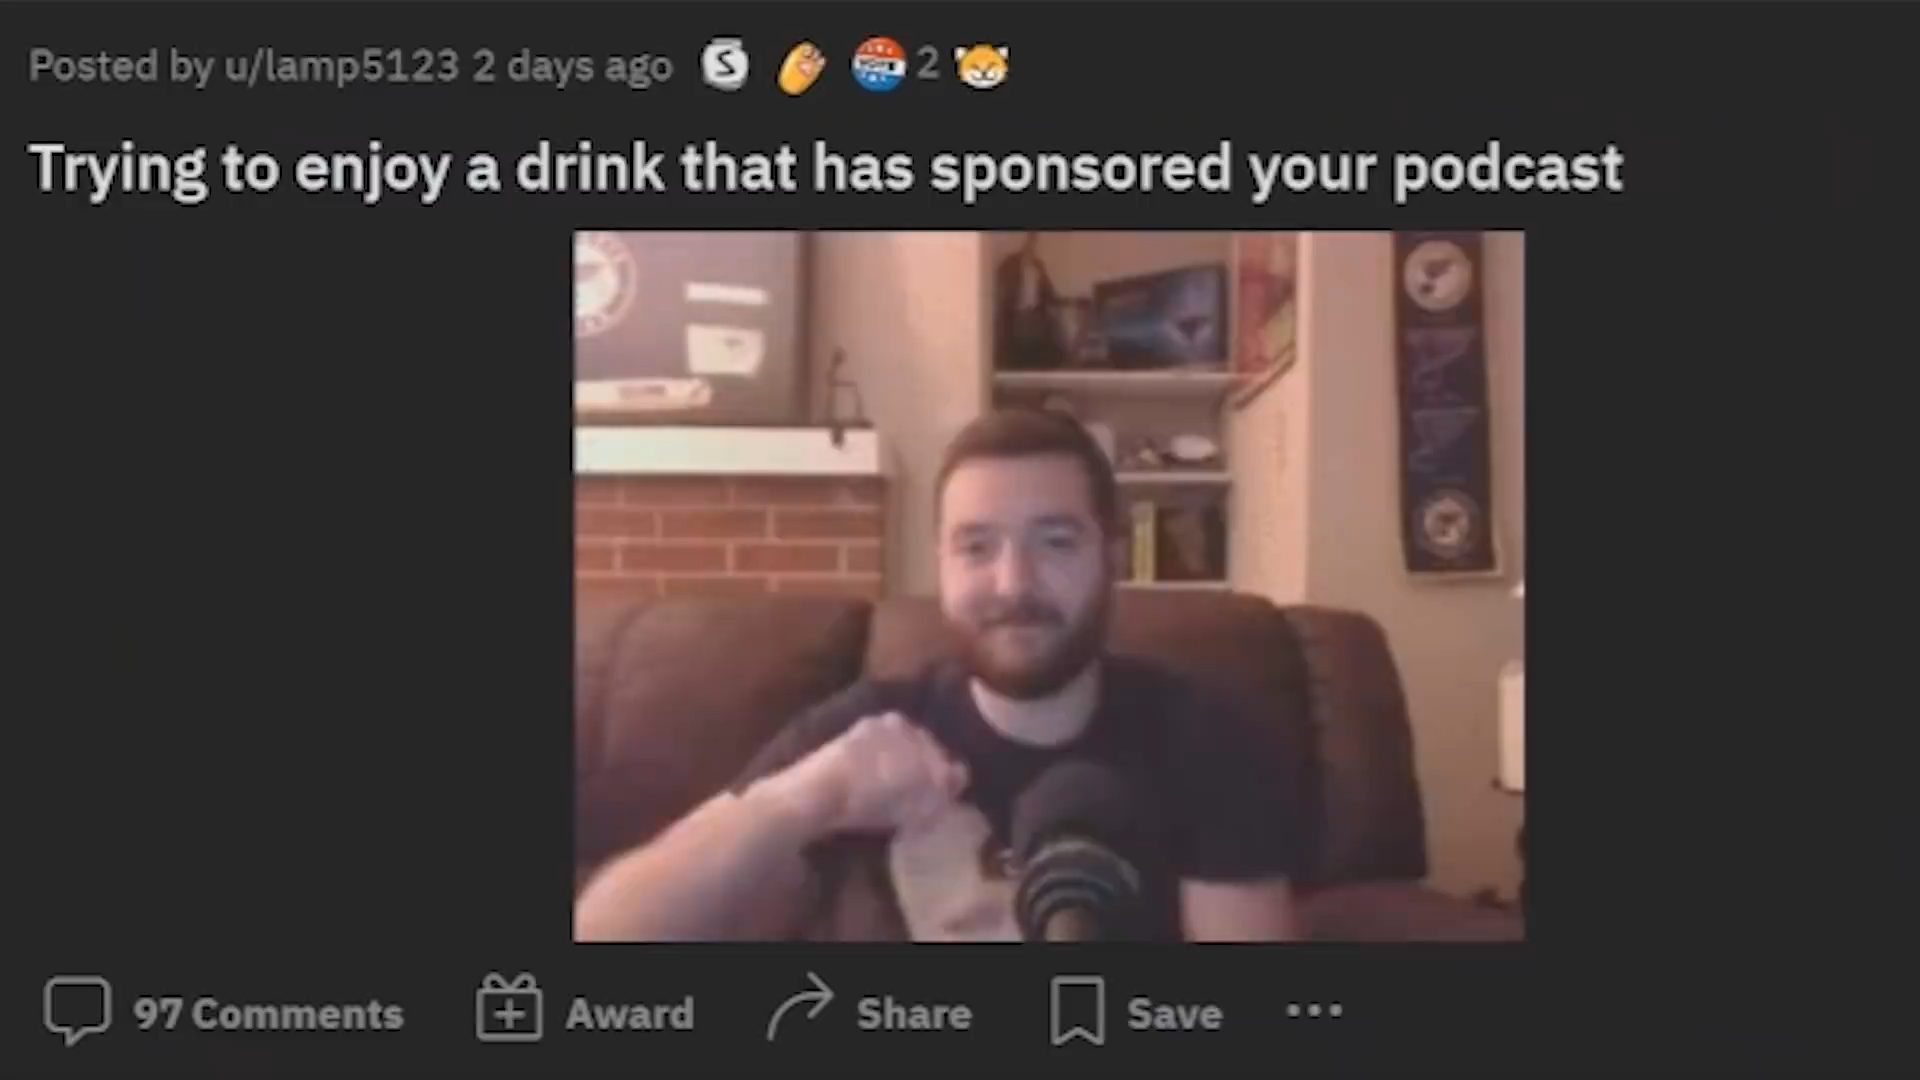 Posted by u/lamp5123 2 days ago S VOTE 2
Trying to enjoy a drink that has sponsored your podcast
97 Comments Award Share Save ...